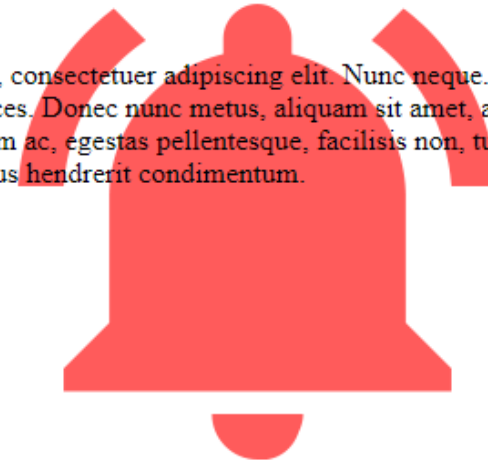 , consectetuer adipiscing elit. Nunc neque.
es. Donec nunc metus, aliquam sit amet, a
m ac, egestas pellentesque, facilisis non, tu
us hendrerit condimentum.